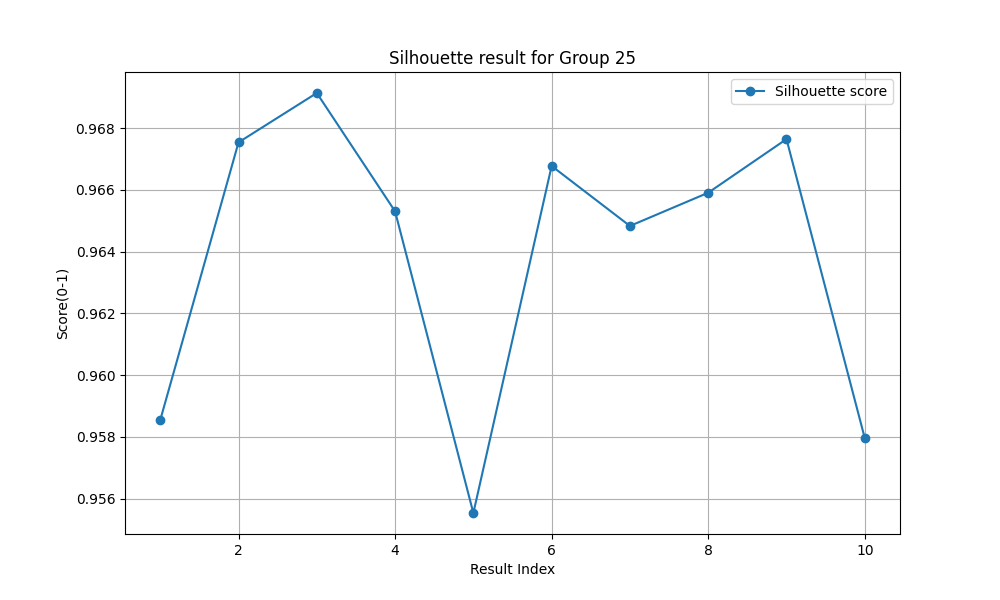 Silhouette result for Group 25
Silhouette score
0.968
0.966
0.964
0.962
0.960
0.958
0.956
Score(0-1)
2 4 6 8 10
Result Index